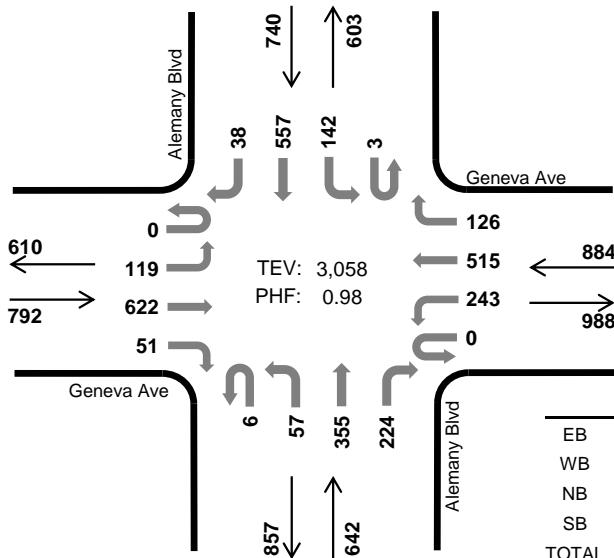 740
603
Alemany Blvd
38
557
142
3
Geneva Ave
0
126
610
119
TEV: 3,058
515
884
PHF: 0.98
792
622
243
988
51
0
Geneva Ave
6
57
355
224
Alemany Blvd
EB
WB
NB
SB
TOTAL
857
642